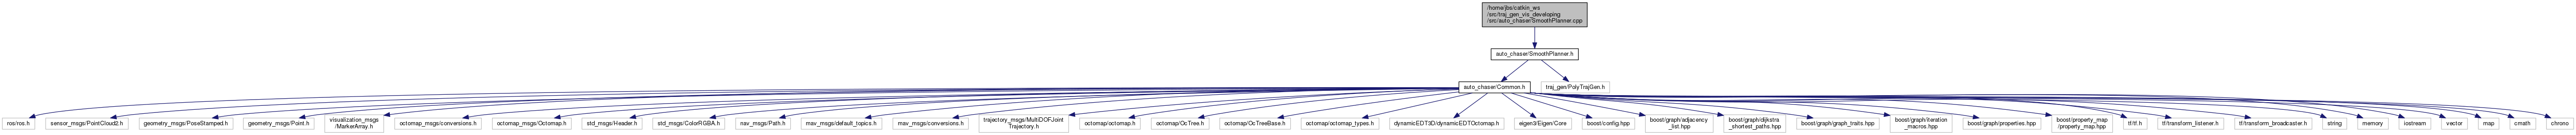 /home/jbs/catkin_ws
/src/traj_gen_vis_developing
/src/auto_chaser/SmoothPlanner.cpp
auto_chaser/SmoothPlanner.h
auto_chaser/Common.h
traj_gen/PolyTrajGen.h
ros/ros.h
sensor_msgs/PointCloud2.h
geometry_msgs/PoseStamped.h
geometry_msgs/Point.h
visualization_msgs
/MarkerArray.h
octomap_msgs/conversions.h
octomap_msgs/Octomap.h
std_msgs/Header.h
std_msgs/ColorRGBA.h
nav_msgs/Path.h
mav_msgs/default_topics.h
mav_msgs/conversions.h
trajectory_msgs/MultiDOFJoint
Trajectory.h
octomap/octomap.h
octomap/OcTree.h
octomap/OcTreeBase.h
octomap/octomap_types.h
dynamicEDT3D/dynamicEDTOctomap.h
eigen3/Eigen/Core
boost/config.hpp
boost/graph/adjacency
_list.hpp
boost/graph/dijkstra
_shortest_paths.hpp
boost/graph/graph_traits.hpp
boost/graph/iteration
_macros.hpp
boost/graph/properties.hpp
boost/property_map
/property_map.hpp
tf/tf.h
tf/transform_listener.h
tf/transform_broadcaster.h
string
memory
iostream
vector
map
cmath
chrono